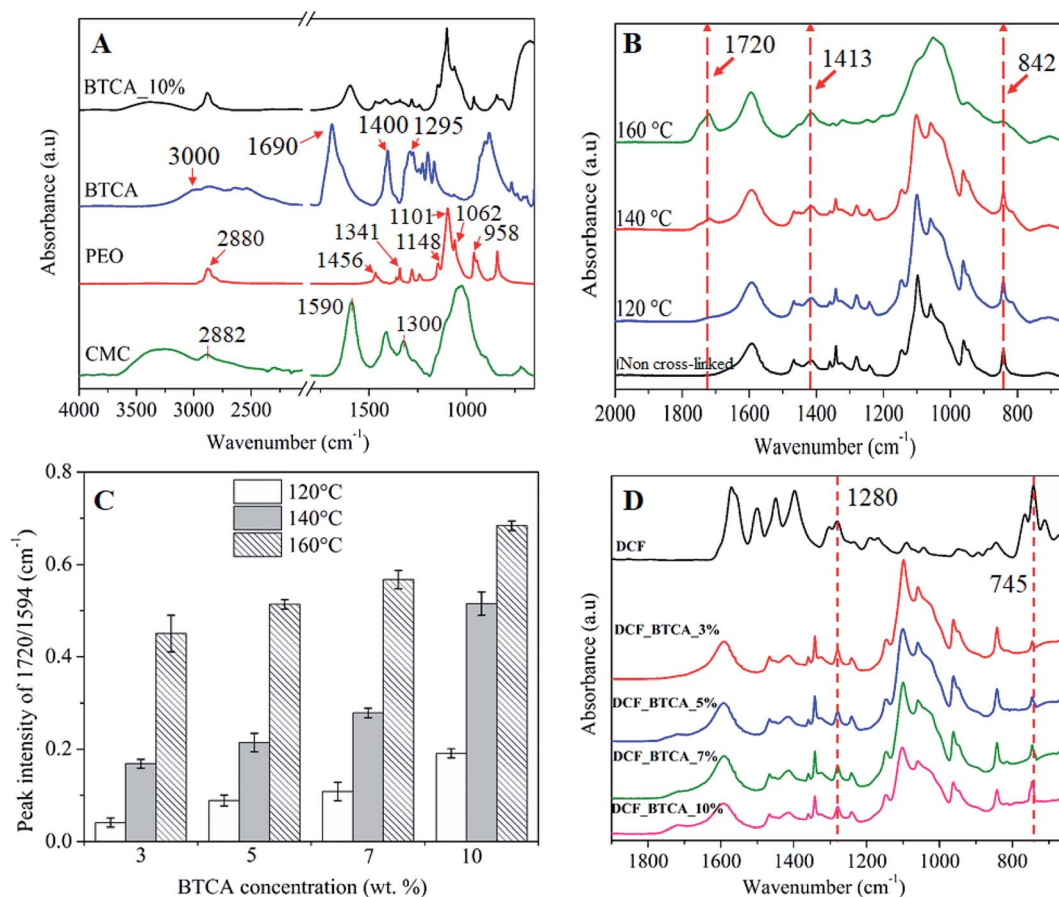 A
BTCA_10%
1690
1400
1295
3000
BTCA
1101
1062
1341
1148
958
2880
1456
PEO
1590
1300
2882
CMC
4000 3000 1500 1000
Wavenumber (cm-1)
Absorbance (a.u)
B
1720
1413
842
160 °C
140 °C
120 °C
(Non cross-linked
2000 1800 1600 1400 1200 1000 800
Wavenumber (cm-1)
Absorbance (a.u)
C
120°C
140°C
160°C
0.8
0.6
0.4
0.2
0.0
3 5 7 10
BTCA concentration (wt. %)
Peak intensity of 1720/1594 (cm-1)
D
1280
DCF
745
DCF_BTCA_3%
DCF_BTCA_5%
DCF_BTCA_7%
DCF_BTCA_10%
1800 1600 1400 1200 1000 800
Wavenumber (cm-1)
Absorbance (a.u)